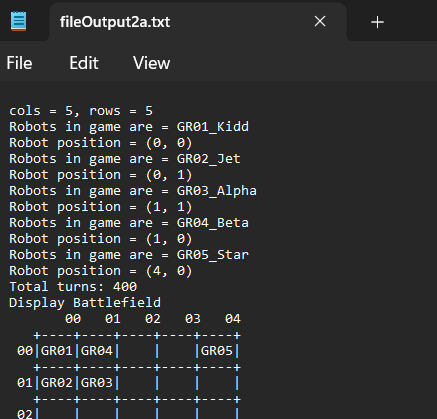 fileOutput2a.txt
File Edit View
cols = 5, rows = 5
Robots in game are = GR01_Kidd
Robot position = (0, 0)
Robots in game are = GR02_Jet
Robot position = (0, 1)
Robots in game are = GR03_Alpha
Robot position = (1, 1)
Robots in game are = GR04_Beta
Robot position = (1, 0)
Robots in game are = GR05_Star
Robot position = (4, 0)
Total turns: 400
Display Battlefield
       00   01   02   03   04
   +----+----+----+----+----+
 00|GR01|GR04|    |    |GR05|
   +----+----+----+----+----+
 01|GR02|GR03|    |    |    |
   +----+----+----+----+----+
 02|    |    |    |    |    |